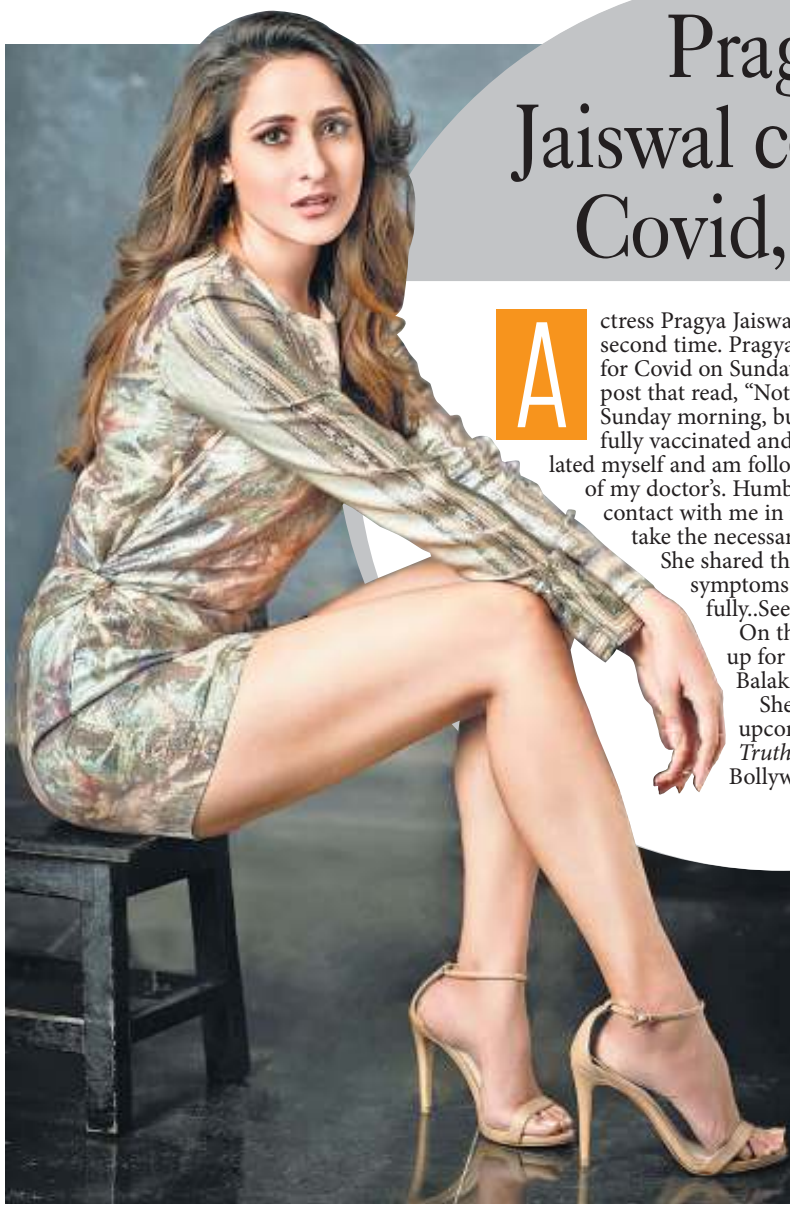 Prag
Jaiswal c
Covid,
Actress Pragya Jaiswa
second time. Pragya
for Covid on Sunda
post that read, “Not
Sunday morning, bu
fully vaccinated and
lated myself and am follo
of my doctor’s. Humb
contact with me in
take the necessar
She shared th
symptoms
fully..See
On th
up for
Balak
She
upcor
Truth
Bollyw